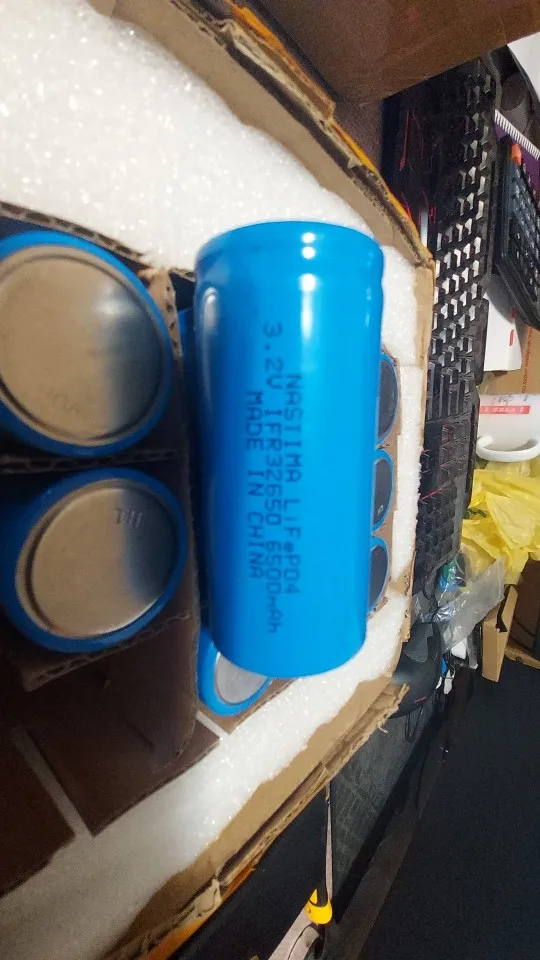 NASTIMA LiFePO4
3.2V IFR32650 6500mAh
MADE IN CHINA